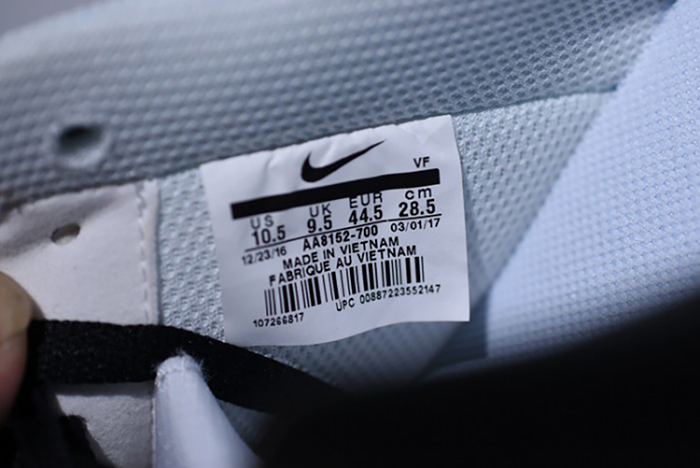 VF
US UK EUR cm
10.5 9.5 44.5 28.5
12/23/16 AA8152-700 03/01/17
MADE IN VIETNAM
FABRIQUE AU VIETNAM
107266817 UPC 00887223552147